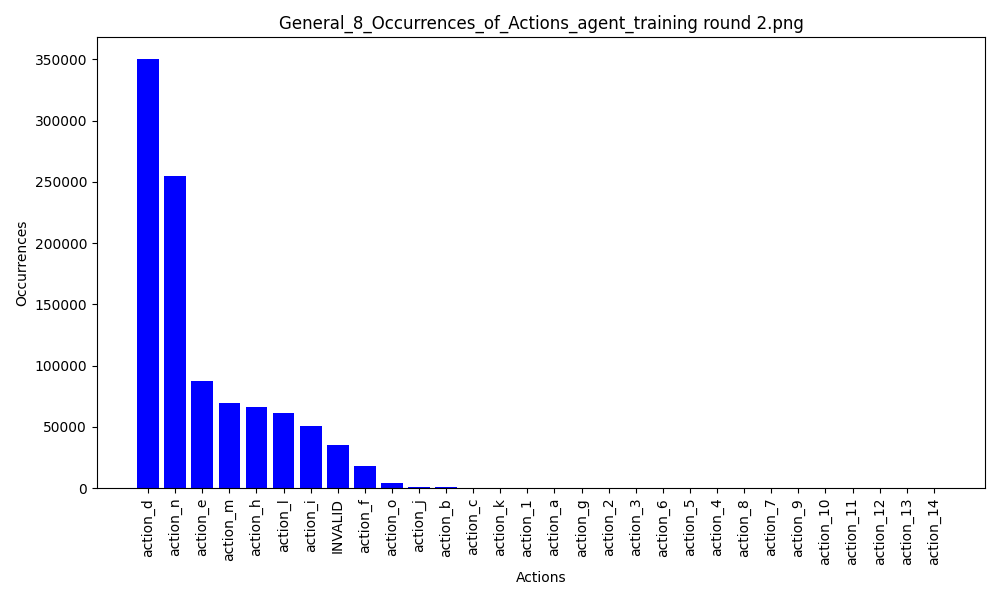 General_8_Occurrences_of_Actions_agent_training round 2.png
Occurrences
350000
300000
250000
200000
150000
100000
50000
0
action_d
action_n
action_e
action_m
action_h
action_l
action_i
INVALID
action_f
action_o
action_j
action_b
action_c
action_k
action_1
action_a
action_g
action_2
action_3
action_6
action_5
action_4
action_8
action_7
action_9
action_10
action_11
action_12
action_13
action_14
Actions